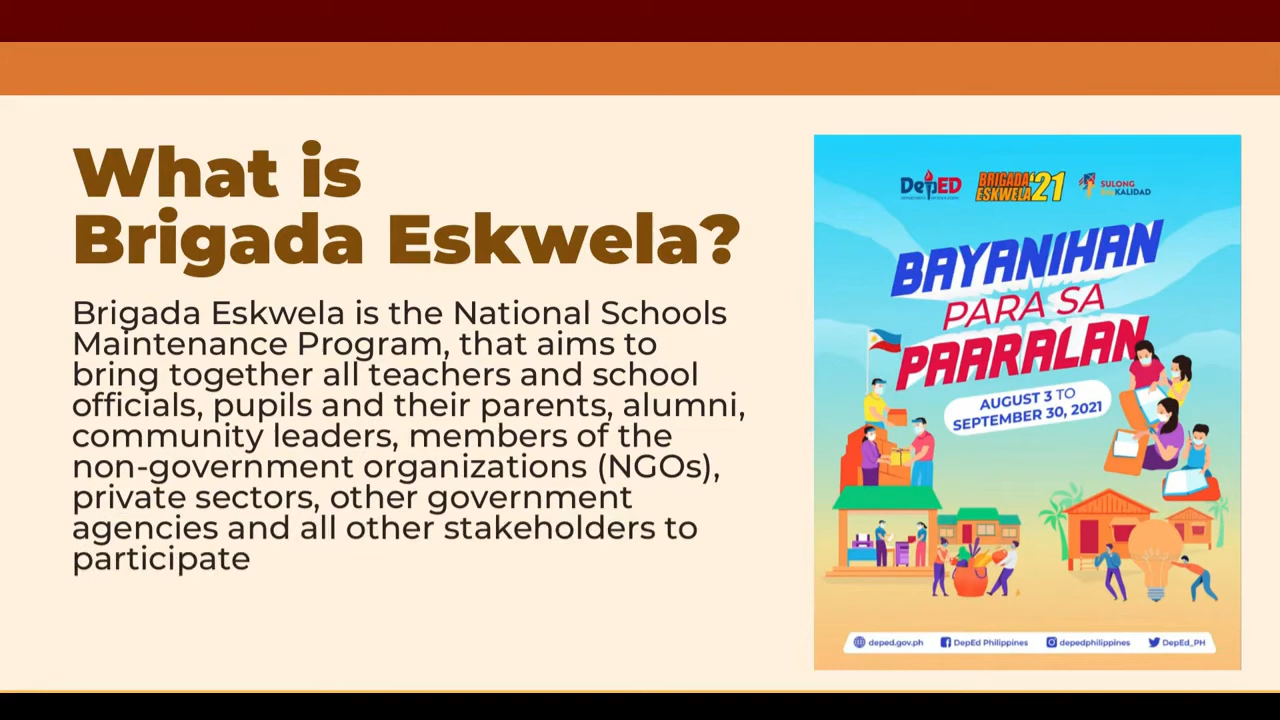 What is
Brigada Eskwela?
Brigada Eskwela is the National Schools
Maintenance Program, that aims to
bring together all teachers and school
officials, pupils and their parents, alumni,
community leaders, members of the
non-government organizations (NGOs),
private sectors, other government
agencies and all other stakeholders to
participate
DepED
DEPARTMENT OF EDUCATION
BRIGADA
ESKWELA '21
SULONG
EduKALIDAD
BAYANIHAN
PARA SA
PAARALAN
AUGUST 3 TO
SEPTEMBER 30, 2021
deped.gov.ph DepEd Philippines depedphilippines DepEd_PH